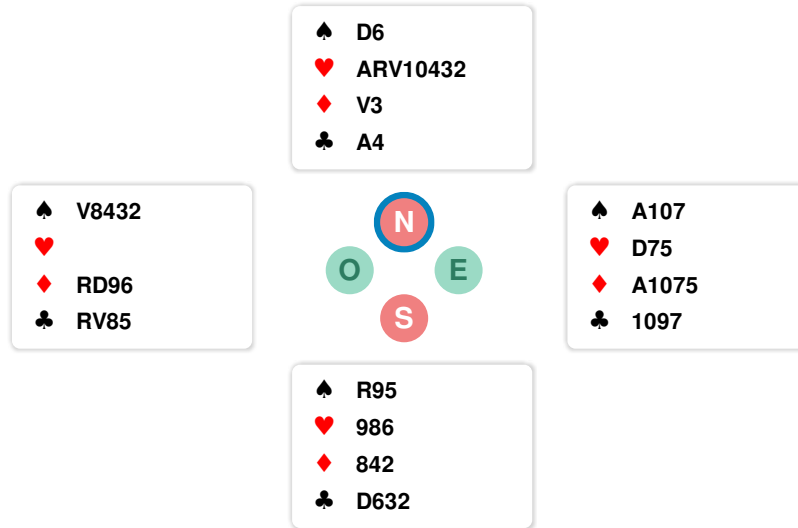 ♠ D6
♥ ARV10432
♦ V3
♣ A4
♠ V8432
♥
♦ RD96
♣ RV85
N
O E
S
♠ A107
♥ D75
♦ A1075
♣ 1097
♠ R95
♥ 986
♦ 842
♣ D632